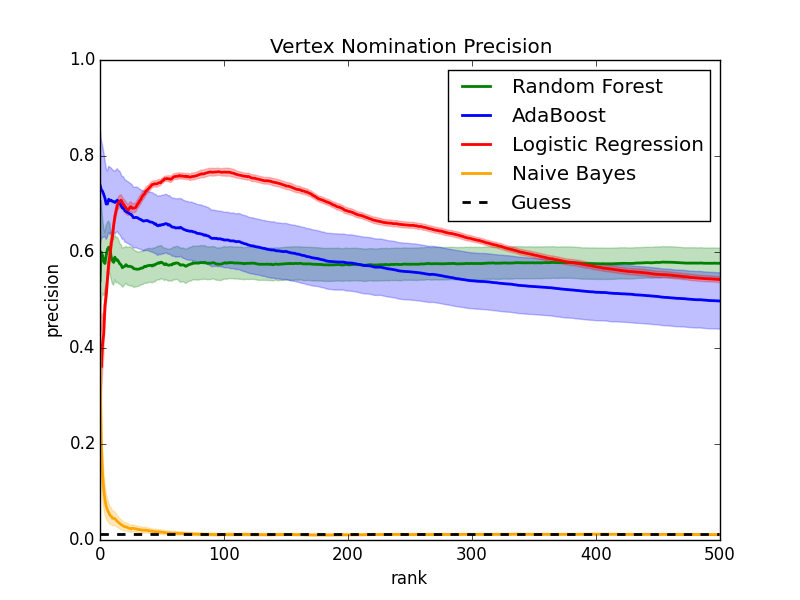 Vertex Nomination Precision
1.0
0.8
0.6
0.4
0.2
0.0
precision
Random Forest
AdaBoost
Logistic Regression
Naive Bayes
Guess
0 100 200 300 400 500
rank